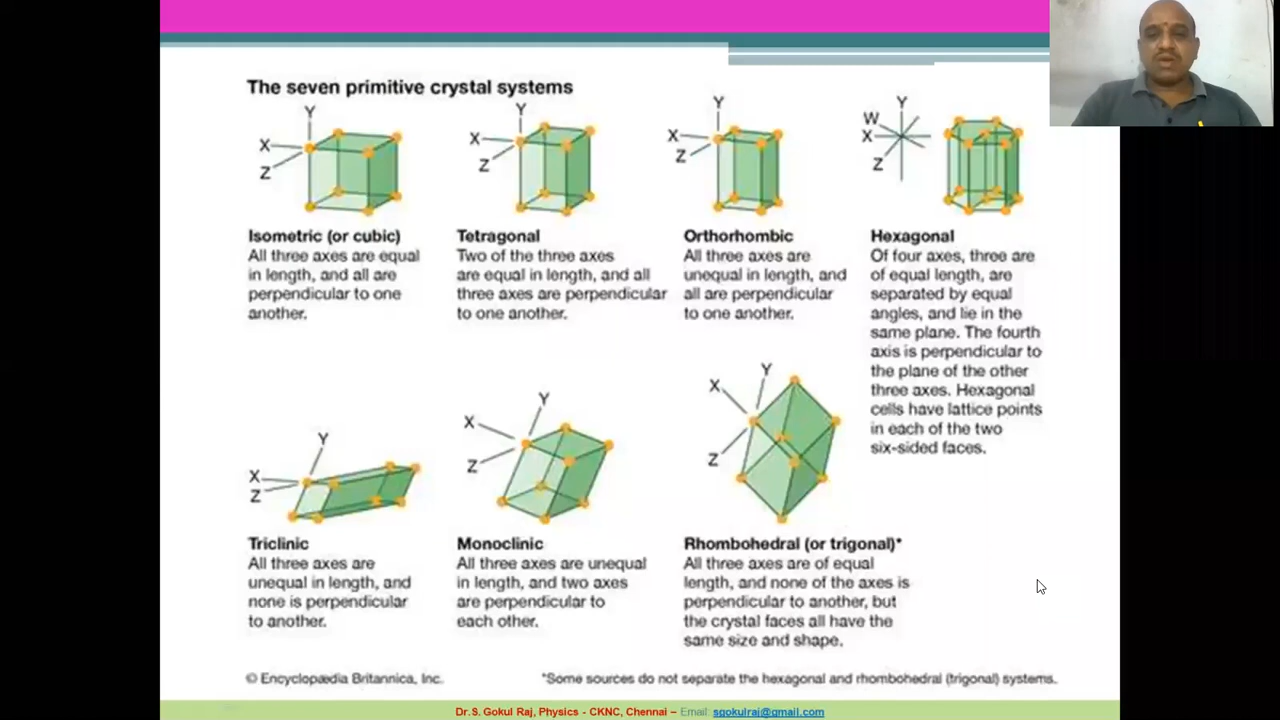 The seven primitive crystal systems
Y
X
Z
Y
X
Z
Y
X
Z
Y
W
X
Z
Isometric (or cubic)
All three axes are equal
in length, and all are
perpendicular to one
another.
Tetragonal
Two of the three axes
are equal in length, and all
three axes are perpendicular
to one another.
Orthorhombic
All three axes are
unequal in length, and
all are perpendicular
to one another.
Hexagonal
Of four axes, three are
of equal length, are
separated by equal
angles, and lie in the
same plane. The fourth
axis is perpendicular to
the plane of the other
three axes. Hexagonal
cells have lattice points
in each of the two
six-sided faces.
Y
X
Z
Y
X
Z
Y
X
Z
Triclinic
All three axes are
unequal in length, and
none is perpendicular
to another.
Monoclinic
All three axes are unequal
in length, and two axes
are perpendicular to
each other.
Rhombohedral (or trigonal)*
All three axes are of equal
length, and none of the axes is
perpendicular to another, but
the crystal faces all have the
same size and shape.
© Encyclopædia Britannica, Inc.
*Some sources do not separate the hexagonal and rhombohedral (trigonal) systems.
Dr.S. Gokul Raj, Physics - CKNC, Chennai – Email: sgokulraj@gmail.com